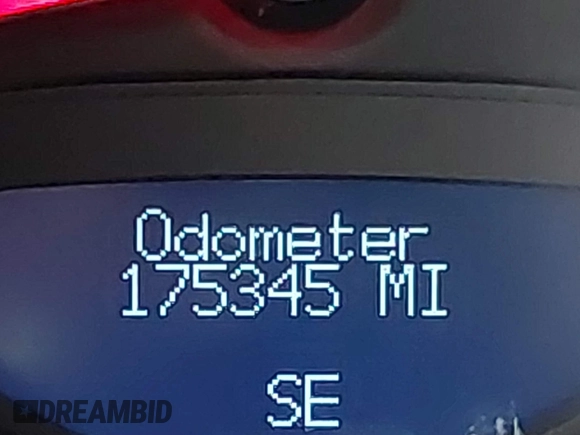 Odometer
175345 MI
SE
DREAMBID